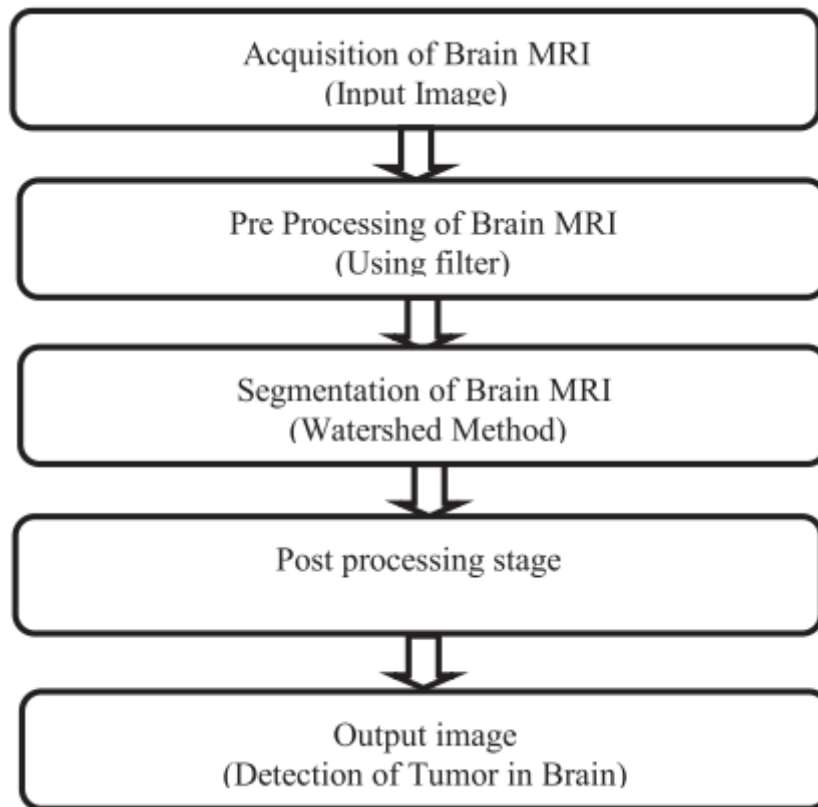 Acquisition of Brain MRI
(Input Image)
Pre Processing of Brain MRI
(Using filter)
Segmentation of Brain MRI
(Watershed Method)
Post processing stage
Output image
(Detection of Tumor in Brain)